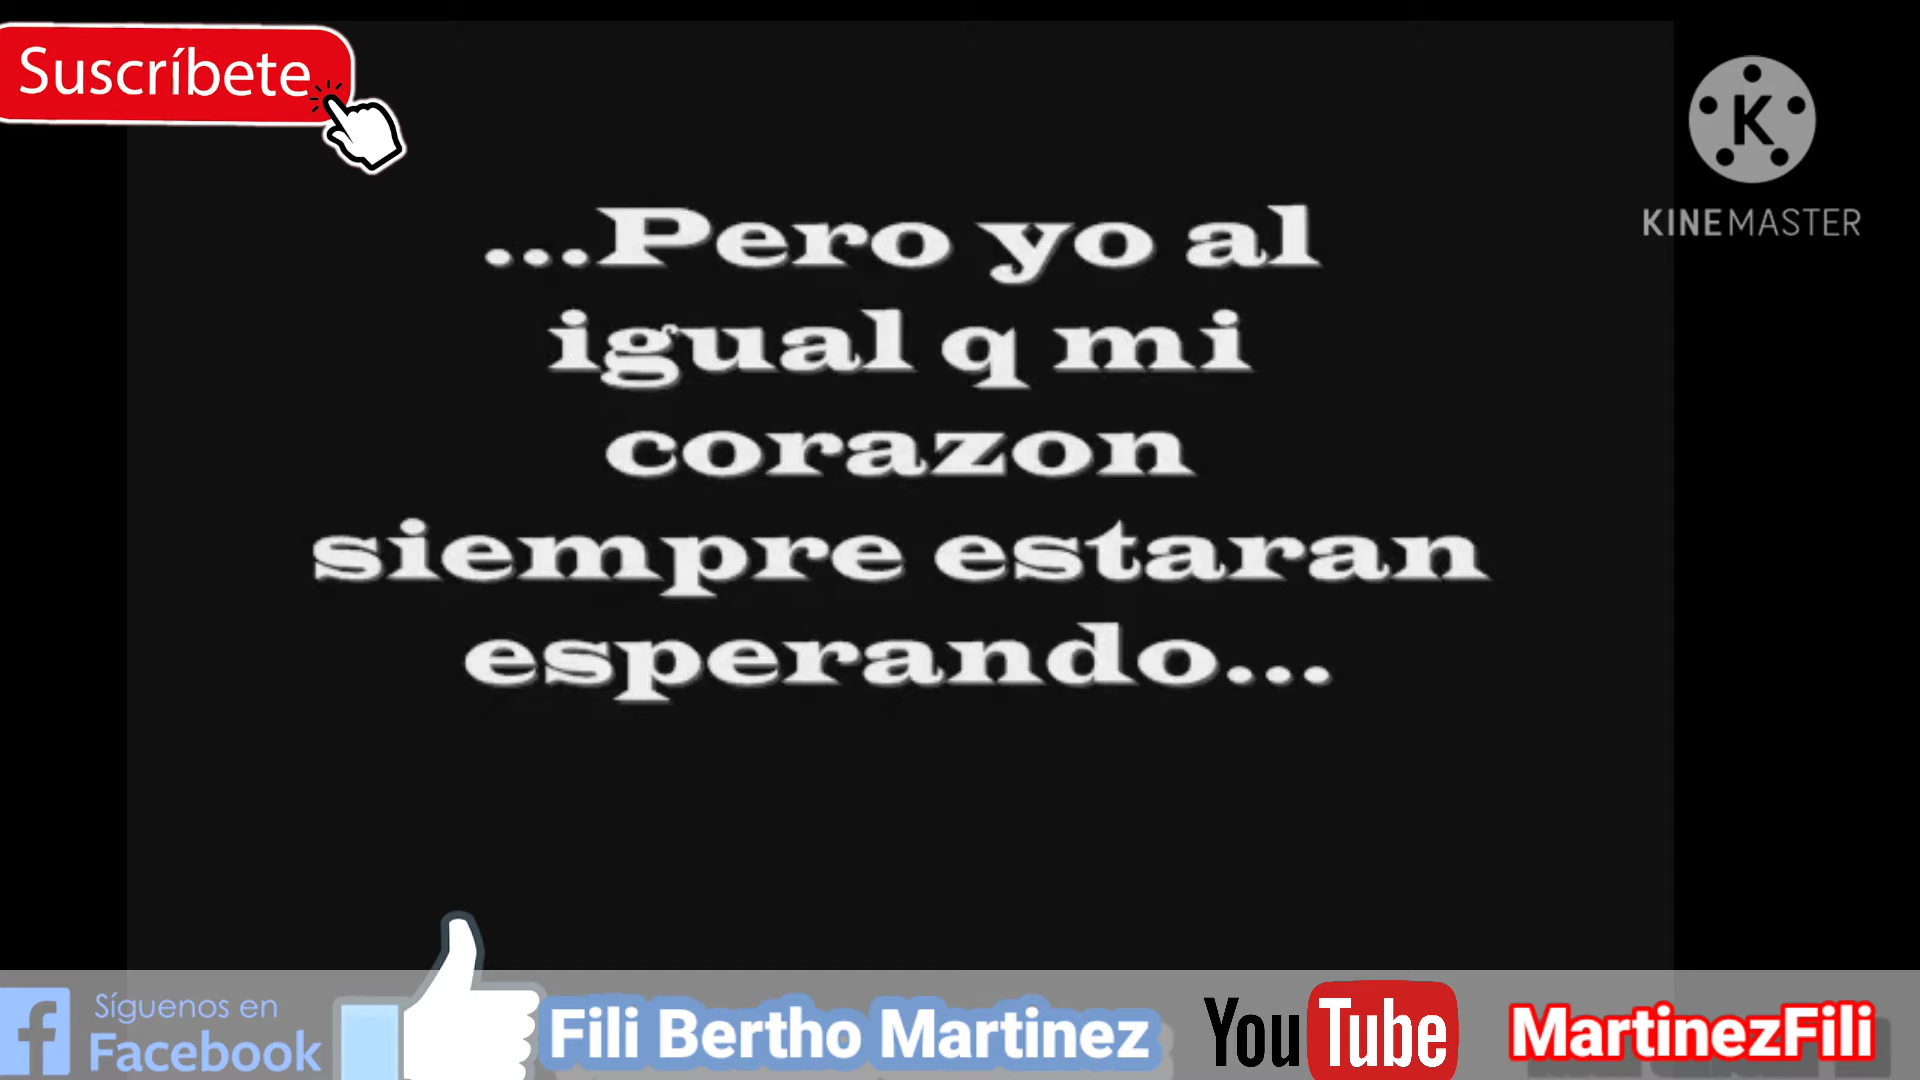 Suscríbete
K
KINEMASTER
...Pero yo al
igual q mi
corazon
siempre estaran
esperando...
Síguenos en
Facebook
Fili Bertho Martinez
YouTube
MartinezFili